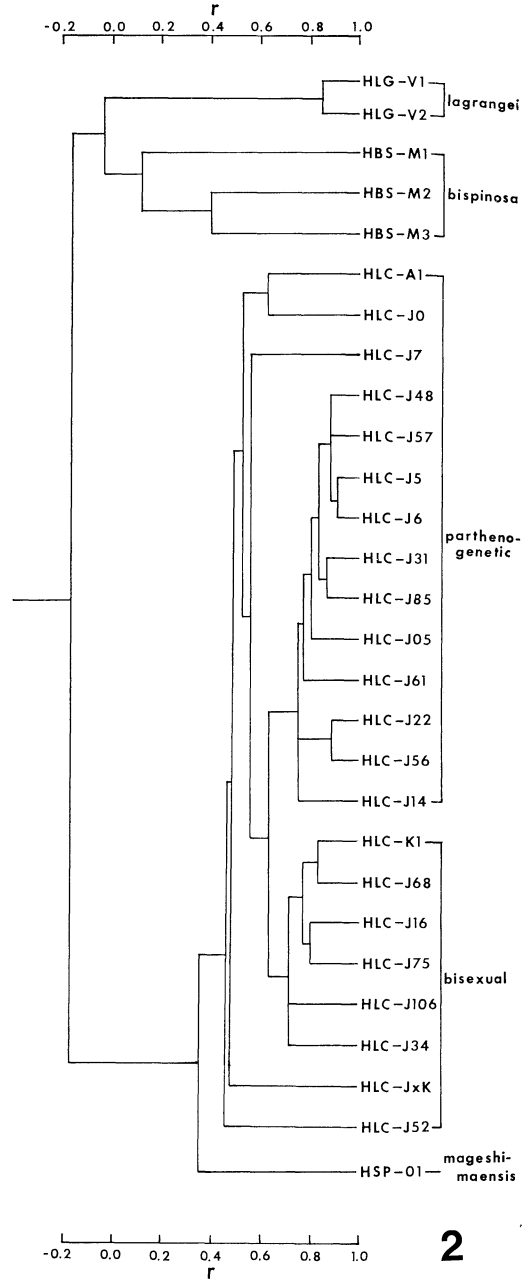 r
-0.2 0.0 0.2 0.4 0.6 0.8 1.0
HLG-V1
lagrangei
HLG-V2
HBS-M1
HBS-M2
bispinosa
HBS-M3
HLC-A1
HLC-J0
HLC-J7
HLC-J48
HLC-J57
HLC-J5
HLC-J6
partheno-
genetic
HLC-J31
HLC-J85
HLC-J05
HLC-J61
HLC-J22
HLC-J56
HLC-J14
HLC-K1
HLC-J68
HLC-J16
HLC-J75
bisexual
HLC-J106
HLC-J34
HLC-JxK
HLC-J52
mageshi-
maensis
HSP-01
-0.2 0.0 0.2 0.4 0.6 0.8 1.0
r
2